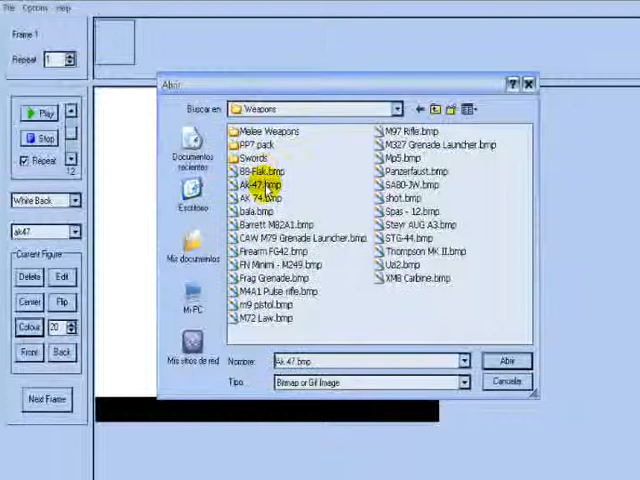 File Options Help
Frame 1
Repeat 1
Play
Stop
Repeat
12
White Back
ak47
Current Figure
Delete Edit
Center Flip
Colour 20
Front Back
Next Frame
Abrir
Buscar en: Weapons
Documentos recientes
Escritorio
Mis documentos
Mi PC
Mis sitios de red
Melee Weapons
PP7 pack
Swords
88-Flak.bmp
Ak-47.bmp
AK 74.bmp
bala.bmp
Barrett M82A1.bmp
CAW M79 Grenade Launcher.bmp
Firearm FG42.bmp
FN Minimi - M249.bmp
Frag Grenade.bmp
M4A1 Pulse rifle.bmp
m9 pistol.bmp
M72 Law.bmp
M97 Rifle.bmp
M327 Grenade Launcher.bmp
Mp5.bmp
Panzerfaust.bmp
SA80-JW.bmp
shot.bmp
Spas - 12.bmp
Steyr AUG A3.bmp
STG-44.bmp
Thompson MK II.bmp
Uzi2.bmp
XM8 Carbine.bmp
Nombre: Ak-47.bmp
Abrir
Tipo: Bitmap or Gif Image
Cancelar